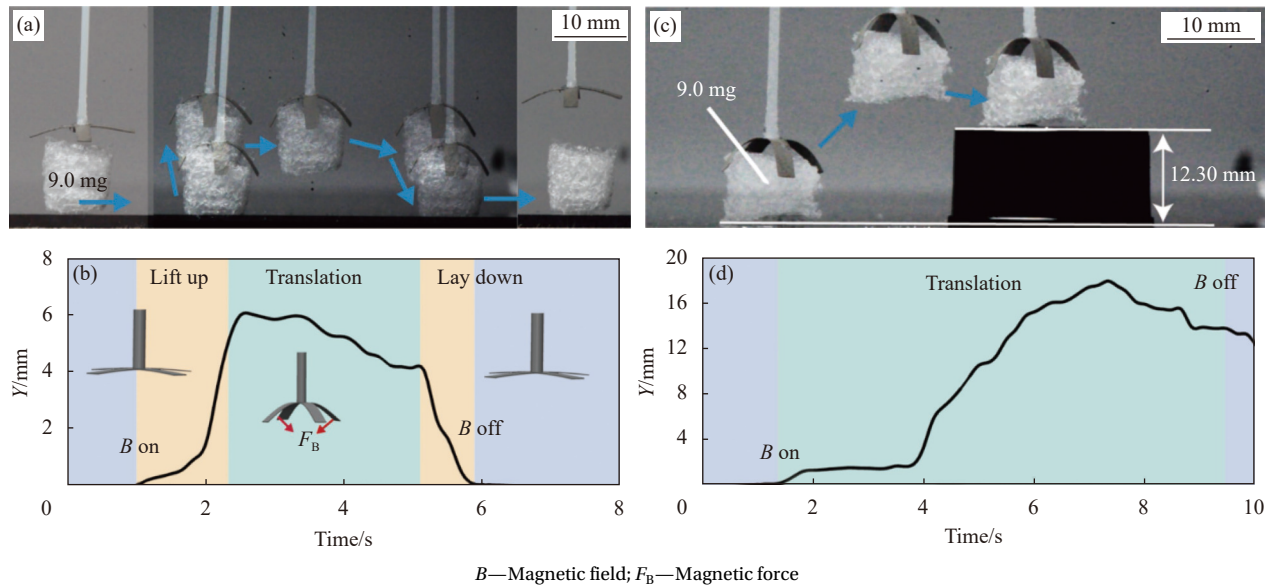 (a)
10 mm
9.0 mg
(c)
10 mm
9.0 mg
12.30 mm
(b)
Lift up
Translation
Lay down
8
6
4
2
0
Y/mm
B on
F_B
B off
2
4
6
8
Time/s
(d)
Translation
B off
20
16
12
8
4
0
Y/mm
B on
2
4
6
8
10
Time/s
B—Magnetic field; F_B—Magnetic force